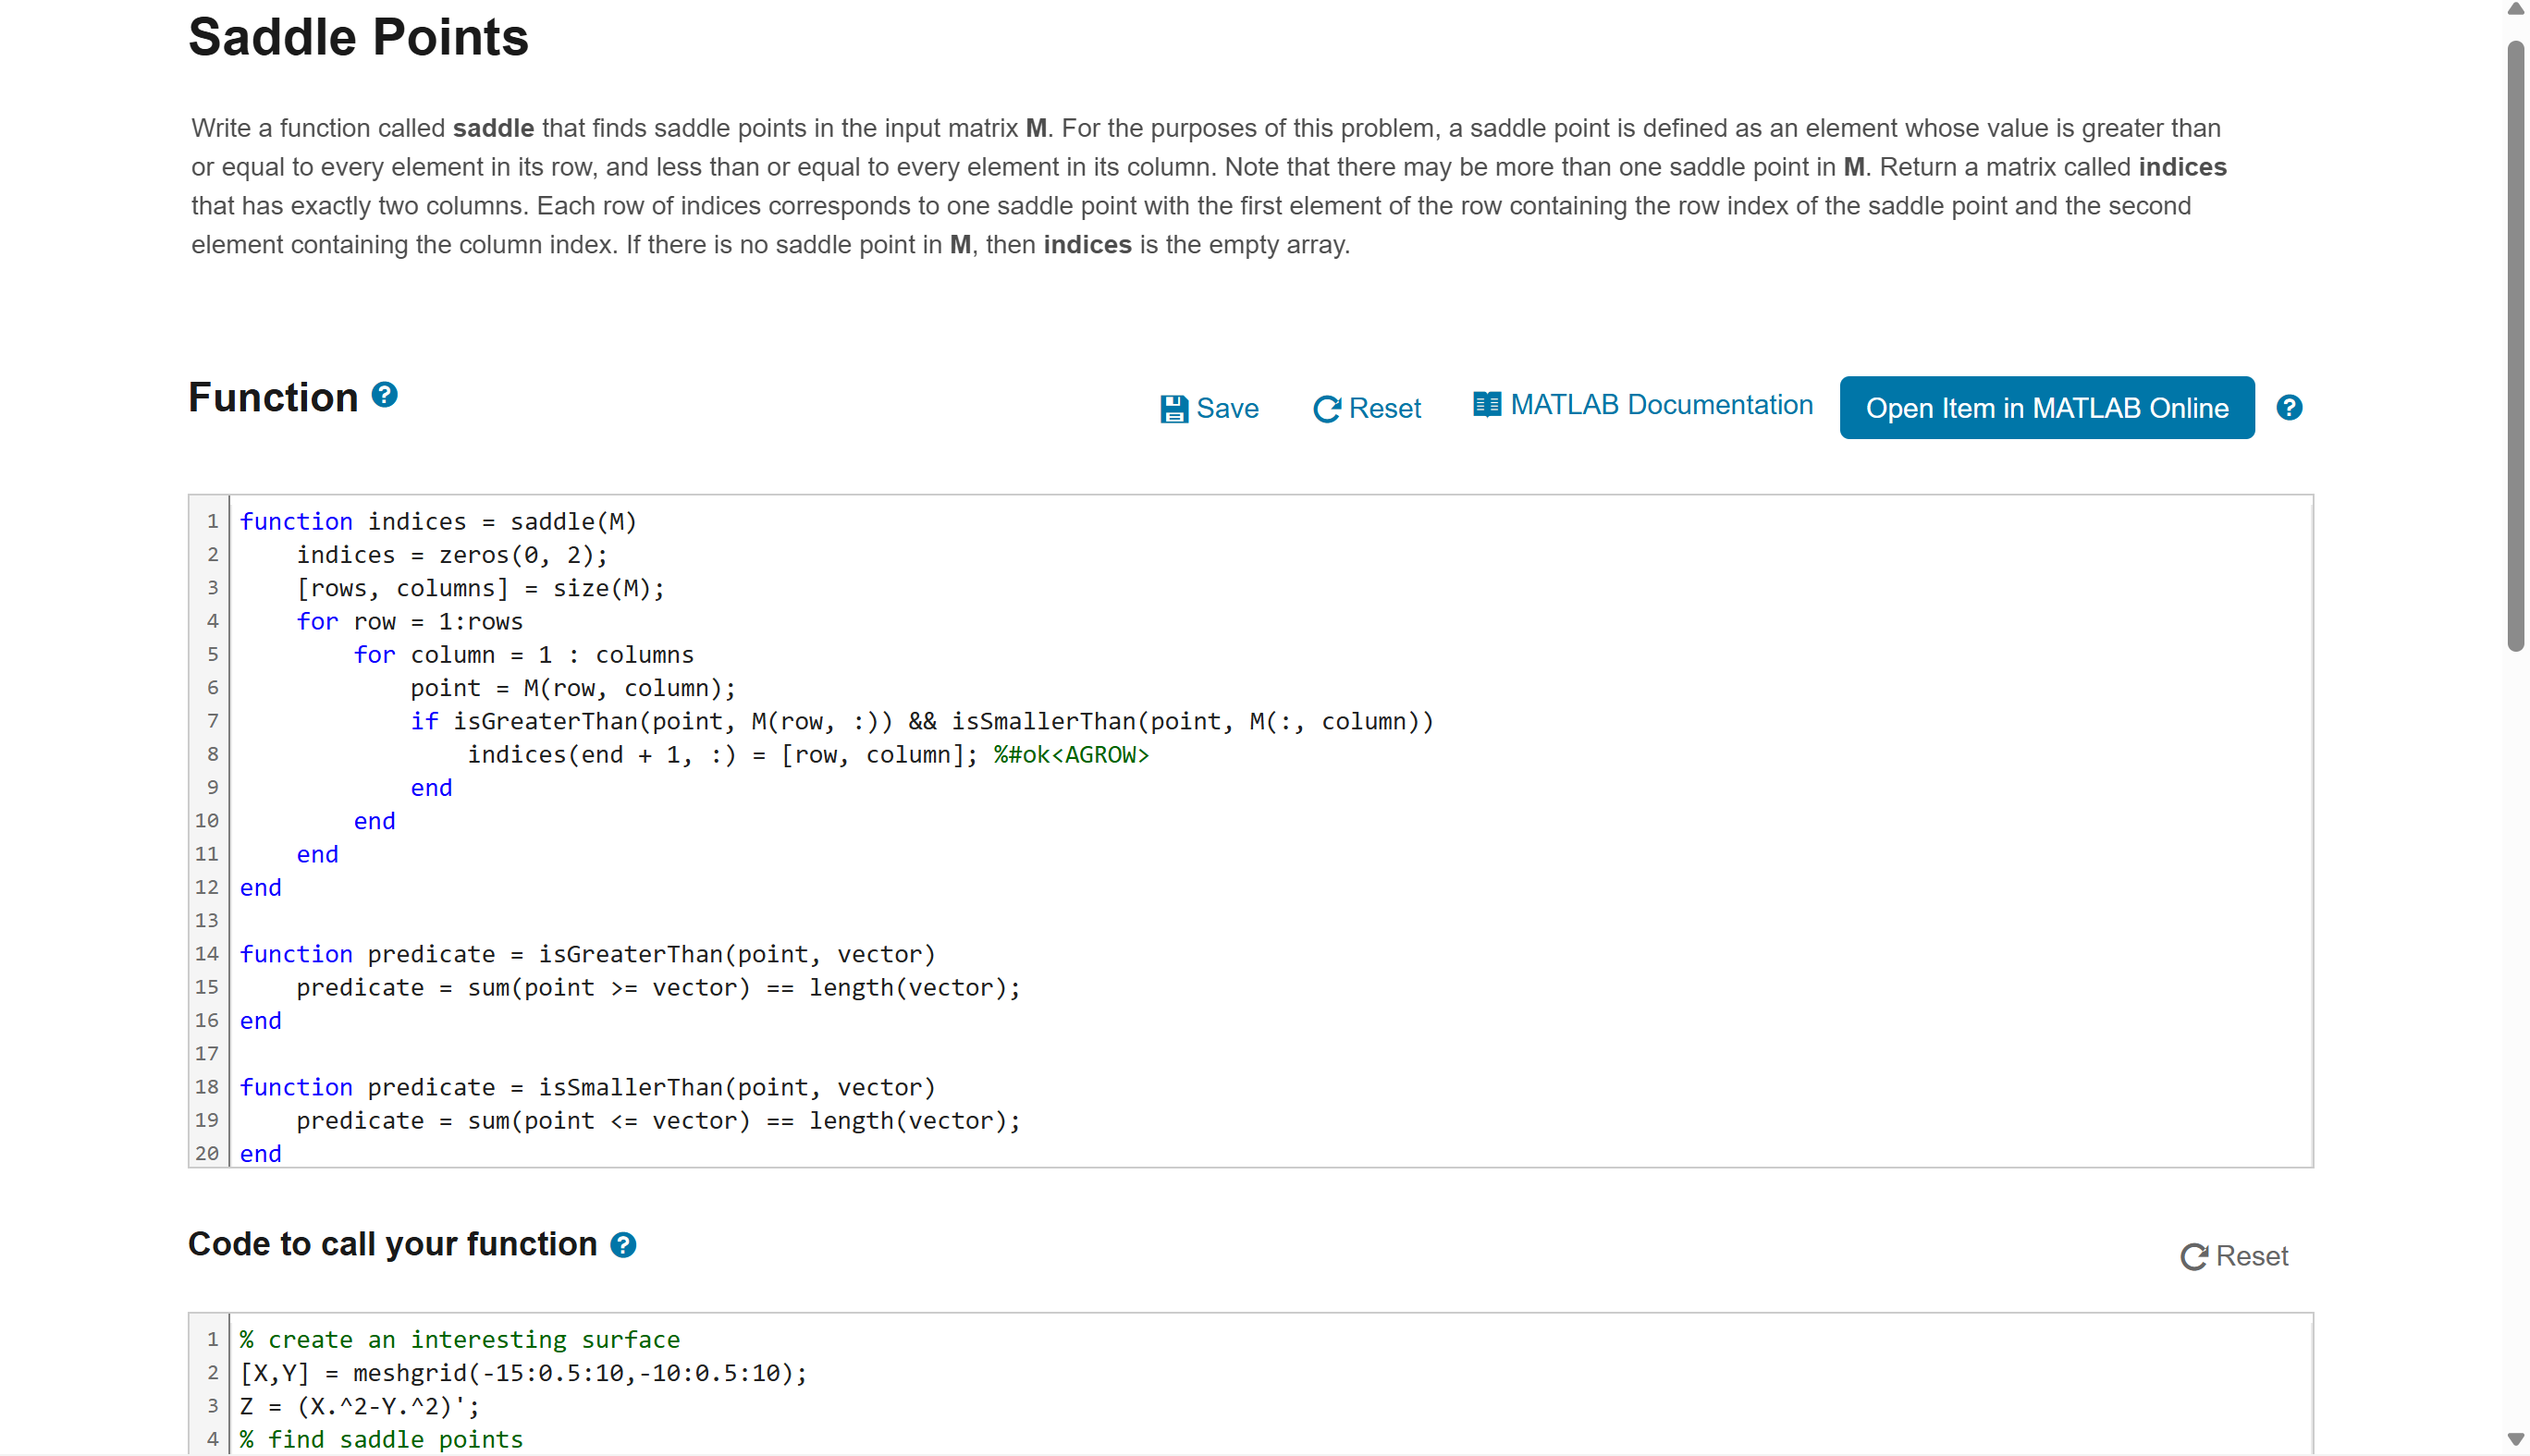 Saddle Points
Write a function called saddle that finds saddle points in the input matrix M. For the purposes of this problem, a saddle point is defined as an element whose value is greater than
or equal to every element in its row, and less than or equal to every element in its column. Note that there may be more than one saddle point in M. Return a matrix called indices
that has exactly two columns. Each row of indices corresponds to one saddle point with the first element of the row containing the row index of the saddle point and the second
element containing the column index. If there is no saddle point in M, then indices is the empty array.
Function ?
Save Reset MATLAB Documentation Open Item in MATLAB Online ?
1 function indices = saddle(M)
2     indices = zeros(0, 2);
3     [rows, columns] = size(M);
4     for row = 1:rows
5         for column = 1 : columns
6             point = M(row, column);
7             if isGreaterThan(point, M(row, :)) && isSmallerThan(point, M(:, column))
8                 indices(end + 1, :) = [row, column]; %#ok<AGROW>
9             end
10         end
11     end
12 end
13
14 function predicate = isGreaterThan(point, vector)
15     predicate = sum(point >= vector) == length(vector);
16 end
17
18 function predicate = isSmallerThan(point, vector)
19     predicate = sum(point <= vector) == length(vector);
20 end
Code to call your function ?
Reset
1 % create an interesting surface
2 [X,Y] = meshgrid(-15:0.5:10,-10:0.5:10);
3 Z = (X.^2-Y.^2)';
4 % find saddle points